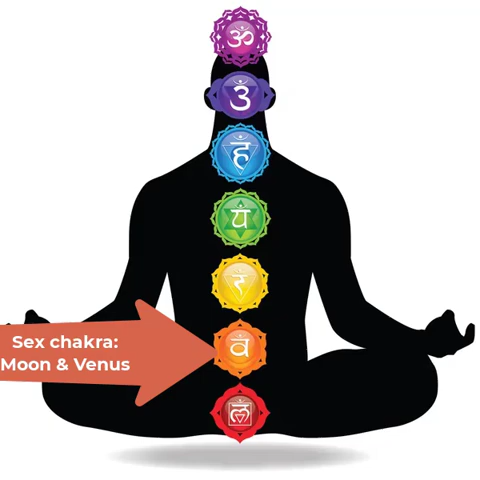 ॐ
ॐ
हं
यं
रं
Sex chakra:
Moon & Venus
वं
लं